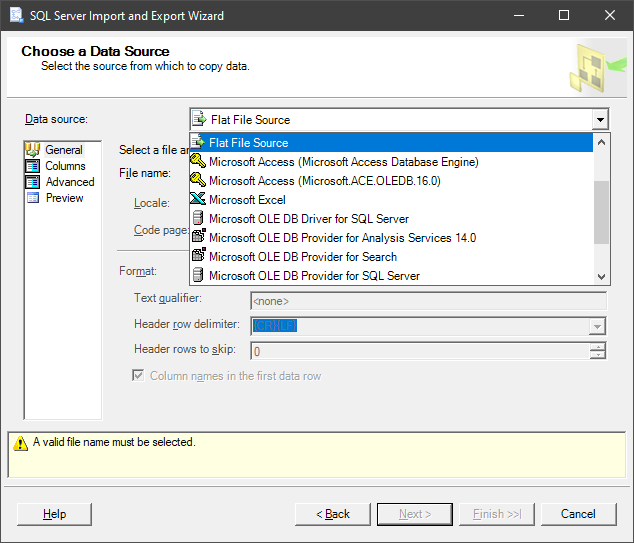 SQL Server Import and Export Wizard
Choose a Data Source
Select the source from which to copy data.
Data source:
Flat File Source
General
Columns
Advanced
Preview
Select a file an
File name:
Locale:
Code page:
Flat File Source
Microsoft Access (Microsoft Access Database Engine)
Microsoft Access (Microsoft.ACE.OLEDB.16.0)
Microsoft Excel
Microsoft OLE DB Driver for SQL Server
Microsoft OLE DB Provider for Analysis Services 14.0
Microsoft OLE DB Provider for Search
Microsoft OLE DB Provider for SQL Server
Format:
Text qualifier:
<none>
Header row delimiter:
{CR}{LF}
Header rows to skip:
0
Column names in the first data row
A valid file name must be selected.
Help
< Back
Next >
Finish >>|
Cancel